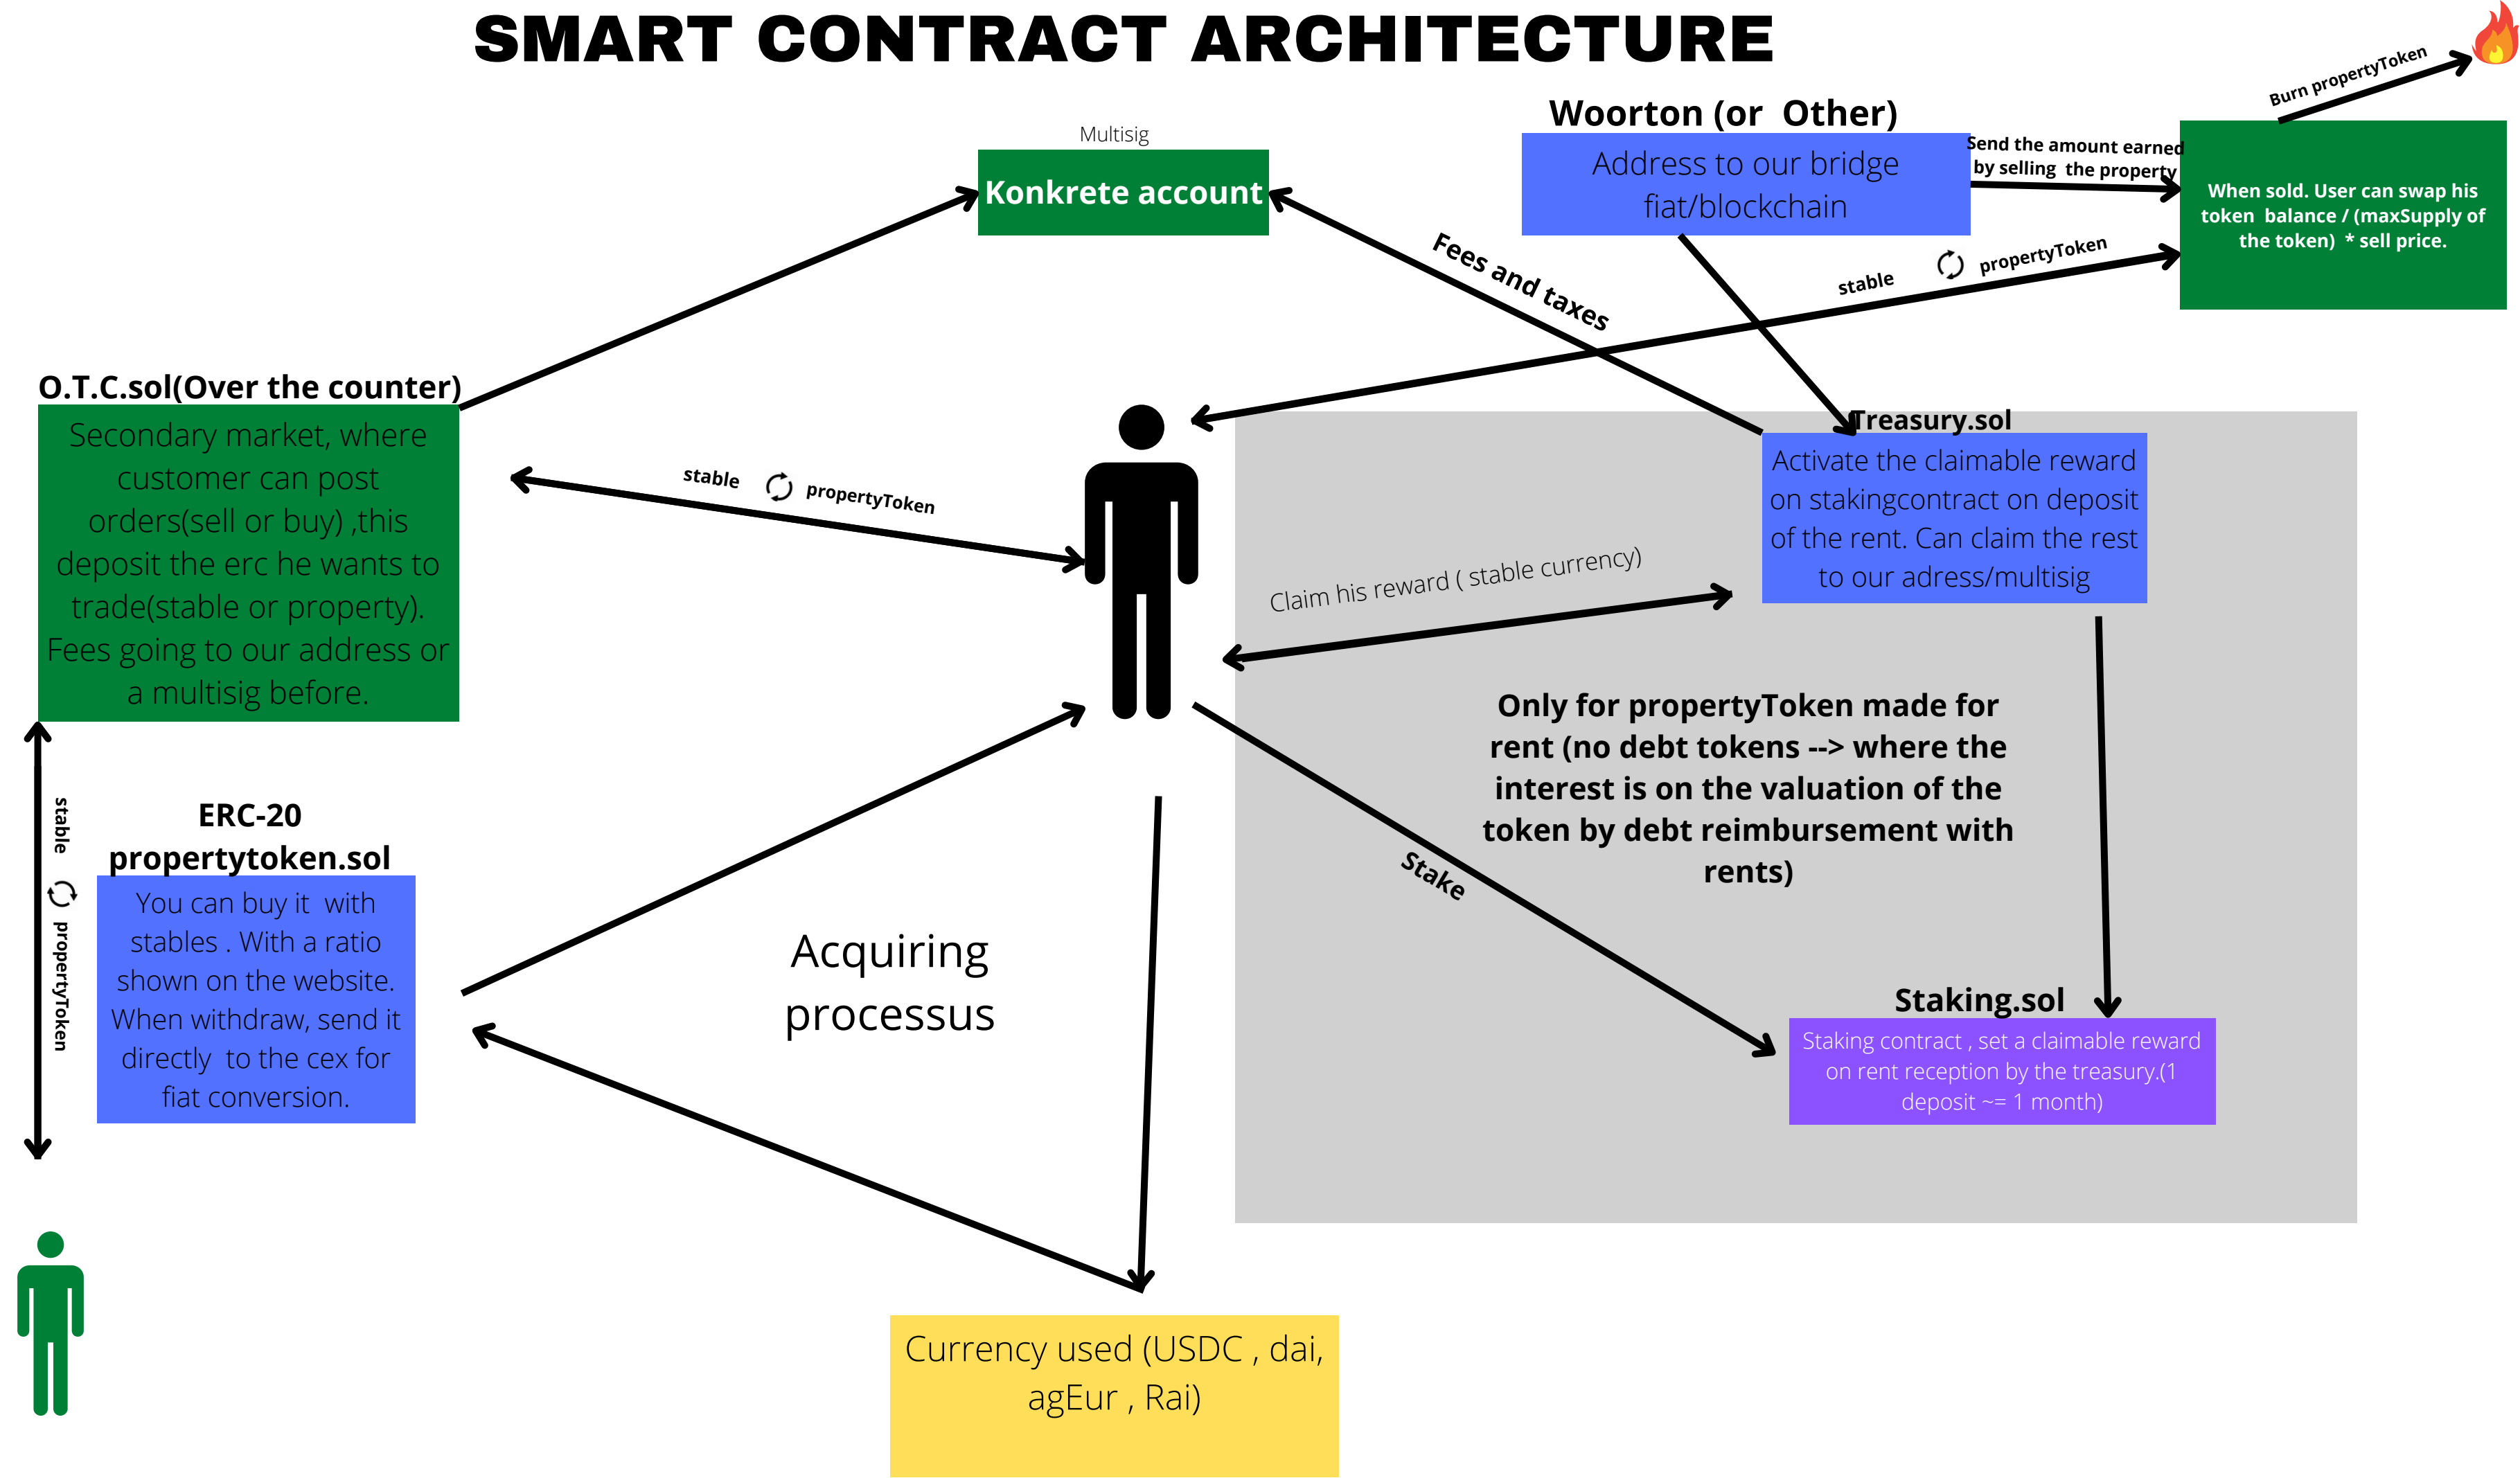 SMART CONTRACT ARCHITECTURE
Burn propertyToken
Multisig
Konkrete account
Woorton (or  Other)
Address to our bridge
fiat/blockchain
Send the amount earned
by selling  the property
When sold. User can swap his
token  balance / (maxSupply of
the token)  * sell price.
Fees and taxes
stable
propertyToken
O.T.C.sol(Over the counter)
Secondary market, where
customer can post
orders(sell or buy) ,this
deposit the erc he wants to
trade(stable or property).
Fees going to our address or
a multisig before.
stable
propertyToken
Treasury.sol
Activate the claimable reward
on stakingcontract on deposit
of the rent. Can claim the rest
to our adress/multisig
Claim his reward ( stable currency)
Only for propertyToken made for
rent (no debt tokens --> where the
interest is on the valuation of the
token by debt reimbursement with
rents)
Stake
stable
propertyToken
ERC-20
propertytoken.sol
You can buy it  with
stables . With a ratio
shown on the website.
When withdraw, send it
directly  to the cex for
fiat conversion.
Acquiring
processus
Staking.sol
Staking contract , set a claimable reward
on rent reception by the treasury.(1
deposit ~= 1 month)
Currency used (USDC , dai,
agEur , Rai)